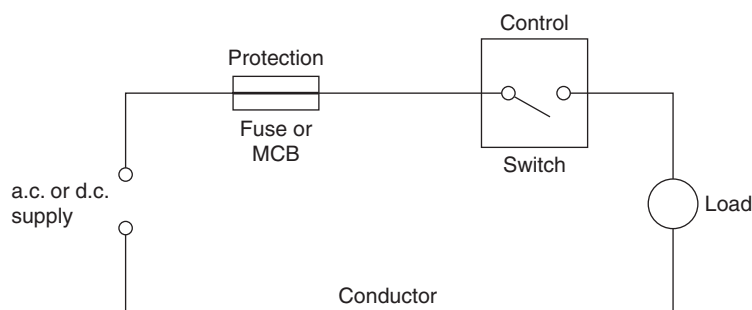 Control
Protection
Fuse or
MCB
Switch
a.c. or d.c.
supply
Load
Conductor